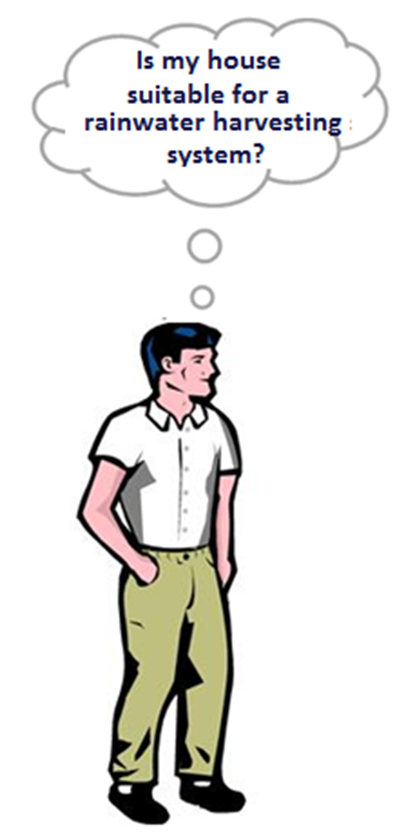 Is my house
suitable for a
rainwater harvesting
system?